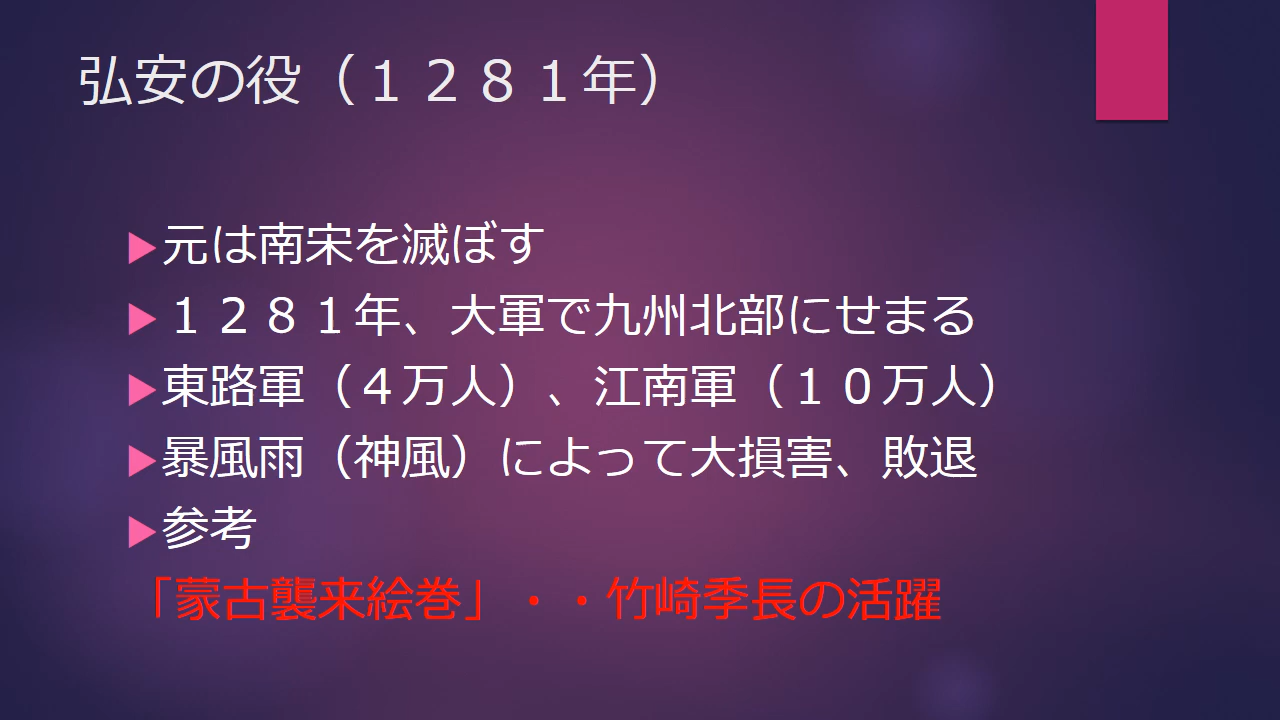 弘安の役（１２８１年）
▶元は南宋を滅ぼす
▶１２８１年、大軍で九州北部にせまる
▶東路軍（４万人）、江南軍（１０万人）
▶暴風雨（神風）によって大損害、敗退
▶参考
「蒙古襲来絵巻」・・竹崎季長の活躍